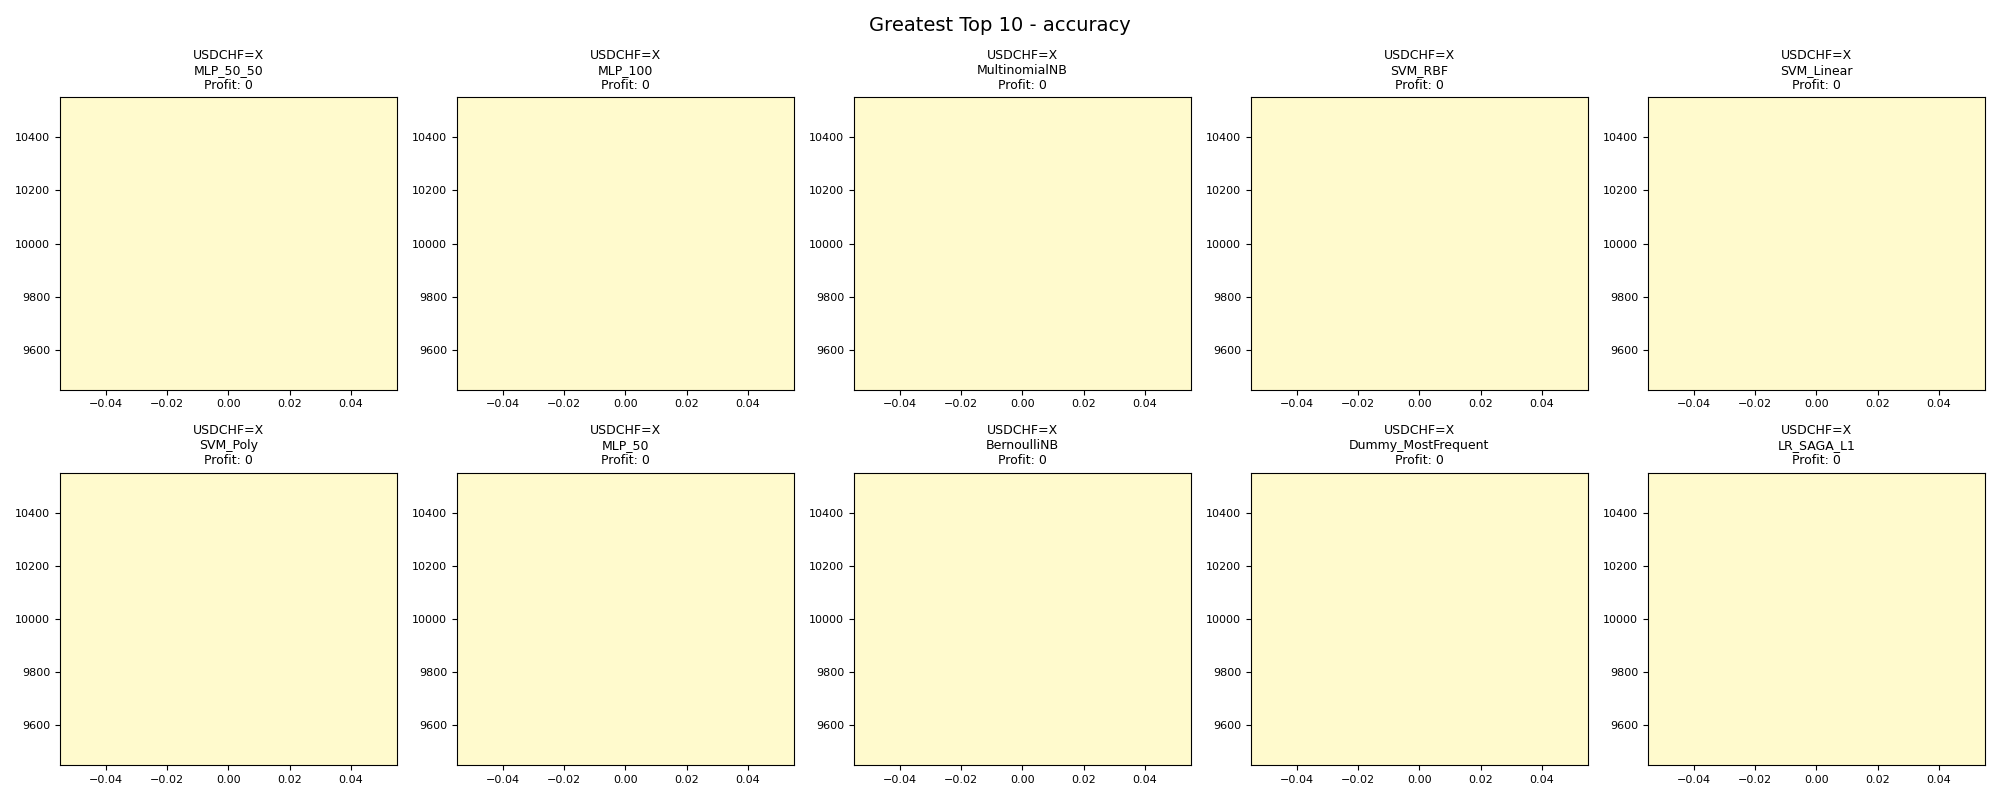 Greatest Top 10 - accuracy
USDCHF=X
MLP_50_50
Profit: 0
10400
10200
10000
9800
9600
−0.04 −0.02 0.00 0.02 0.04
USDCHF=X
MLP_100
Profit: 0
10400
10200
10000
9800
9600
−0.04 −0.02 0.00 0.02 0.04
USDCHF=X
MultinomialNB
Profit: 0
10400
10200
10000
9800
9600
−0.04 −0.02 0.00 0.02 0.04
USDCHF=X
SVM_RBF
Profit: 0
10400
10200
10000
9800
9600
−0.04 −0.02 0.00 0.02 0.04
USDCHF=X
SVM_Linear
Profit: 0
10400
10200
10000
9800
9600
−0.04 −0.02 0.00 0.02 0.04
USDCHF=X
SVM_Poly
Profit: 0
10400
10200
10000
9800
9600
−0.04 −0.02 0.00 0.02 0.04
USDCHF=X
MLP_50
Profit: 0
10400
10200
10000
9800
9600
−0.04 −0.02 0.00 0.02 0.04
USDCHF=X
BernoulliNB
Profit: 0
10400
10200
10000
9800
9600
−0.04 −0.02 0.00 0.02 0.04
USDCHF=X
Dummy_MostFrequent
Profit: 0
10400
10200
10000
9800
9600
−0.04 −0.02 0.00 0.02 0.04
USDCHF=X
LR_SAGA_L1
Profit: 0
10400
10200
10000
9800
9600
−0.04 −0.02 0.00 0.02 0.04